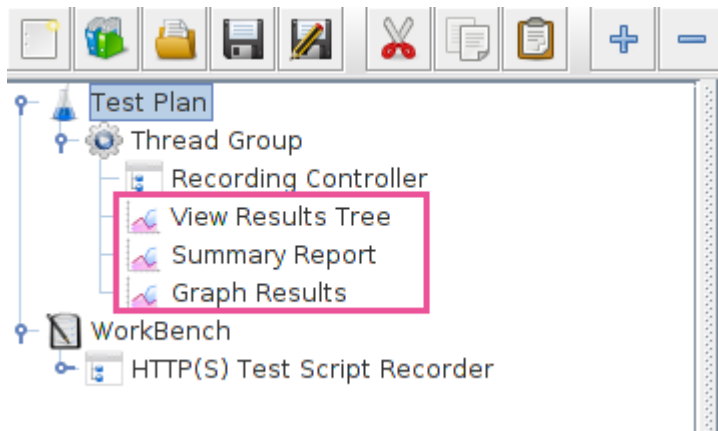 Test Plan
Thread Group
Recording Controller
View Results Tree
Summary Report
Graph Results
WorkBench
HTTP(S) Test Script Recorder